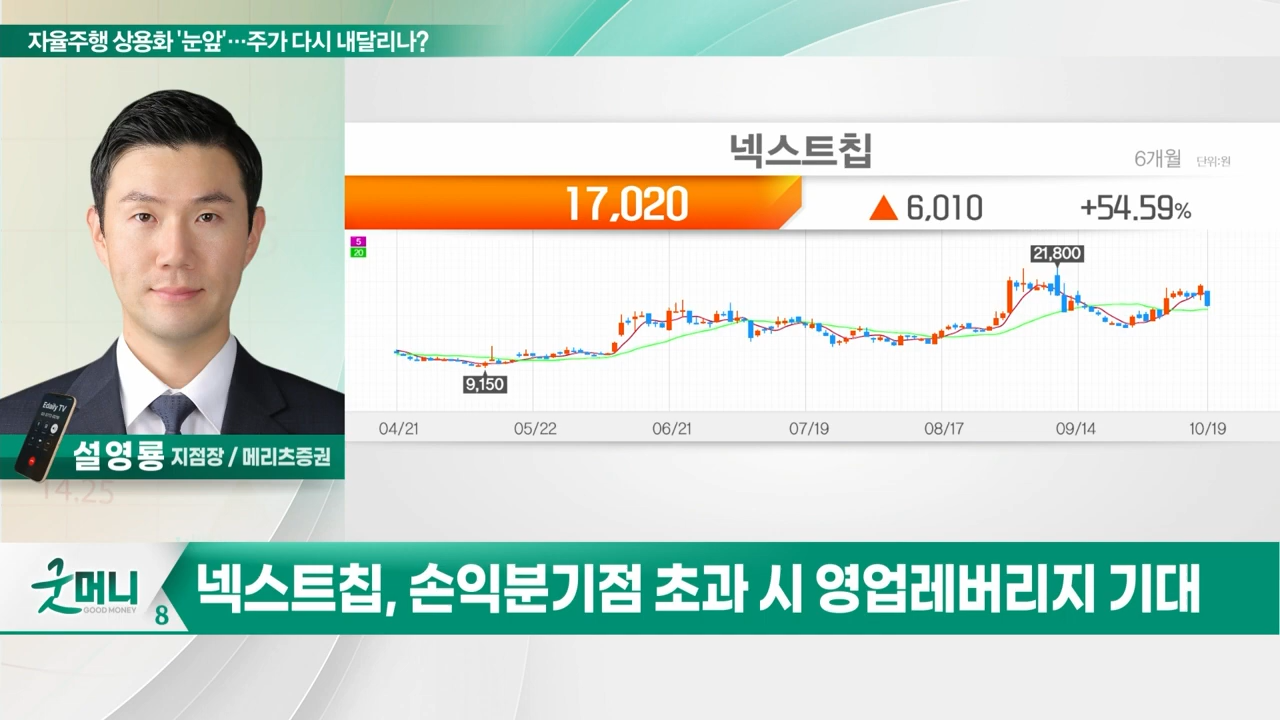 자율주행 상용화 '눈앞'…주가 다시 내달리나?
넥스트칩
6개월 단위:원
17,020 ▲ 6,010 +54.59%
5
20
21,800
9,150
04/21 05/22 06/21 07/19 08/17 09/14 10/19
Edaily TV
설영룡 지점장 / 메리츠증권
14.25
굿머니
GOOD MONEY
8
넥스트칩, 손익분기점 초과 시 영업레버리지 기대